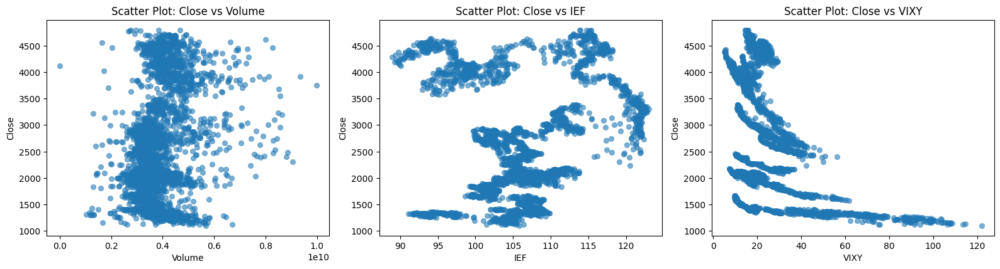 Scatter Plot: Close vs Volume
Close
4500
4000
3500
3000
2500
2000
1500
1000
0.0 0.2 0.4 0.6 0.8 1.0
1e10
Volume
Scatter Plot: Close vs IEF
Close
4500
4000
3500
3000
2500
2000
1500
1000
90 95 100 105 110 115 120
IEF
Scatter Plot: Close vs VIXY
Close
4500
4000
3500
3000
2500
2000
1500
1000
0 20 40 60 80 100 120
VIXY